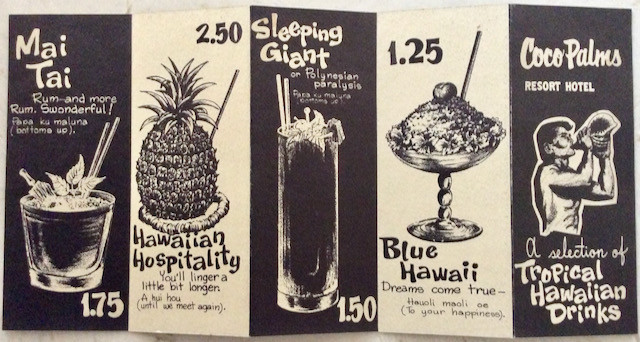 Mai
Tai
Rum-and more
Rum. Swonderful!
Papa ku maluna
(bottoms up).
1.75
2.50
Hawaiian
Hospitality
You'll linger a
little bit longer.
A hui hou
(until we meet again).
Sleeping
Giant
or Polynesian
paralysis
Papa ku maluna
(bottoms up).
1.50
1.25
Blue
Hawaii
Dreams come true-
Hauoli maoli oe
(To your happiness).
Coco Palms
RESORT HOTEL
A selection of
Tropical
Hawaiian
Drinks